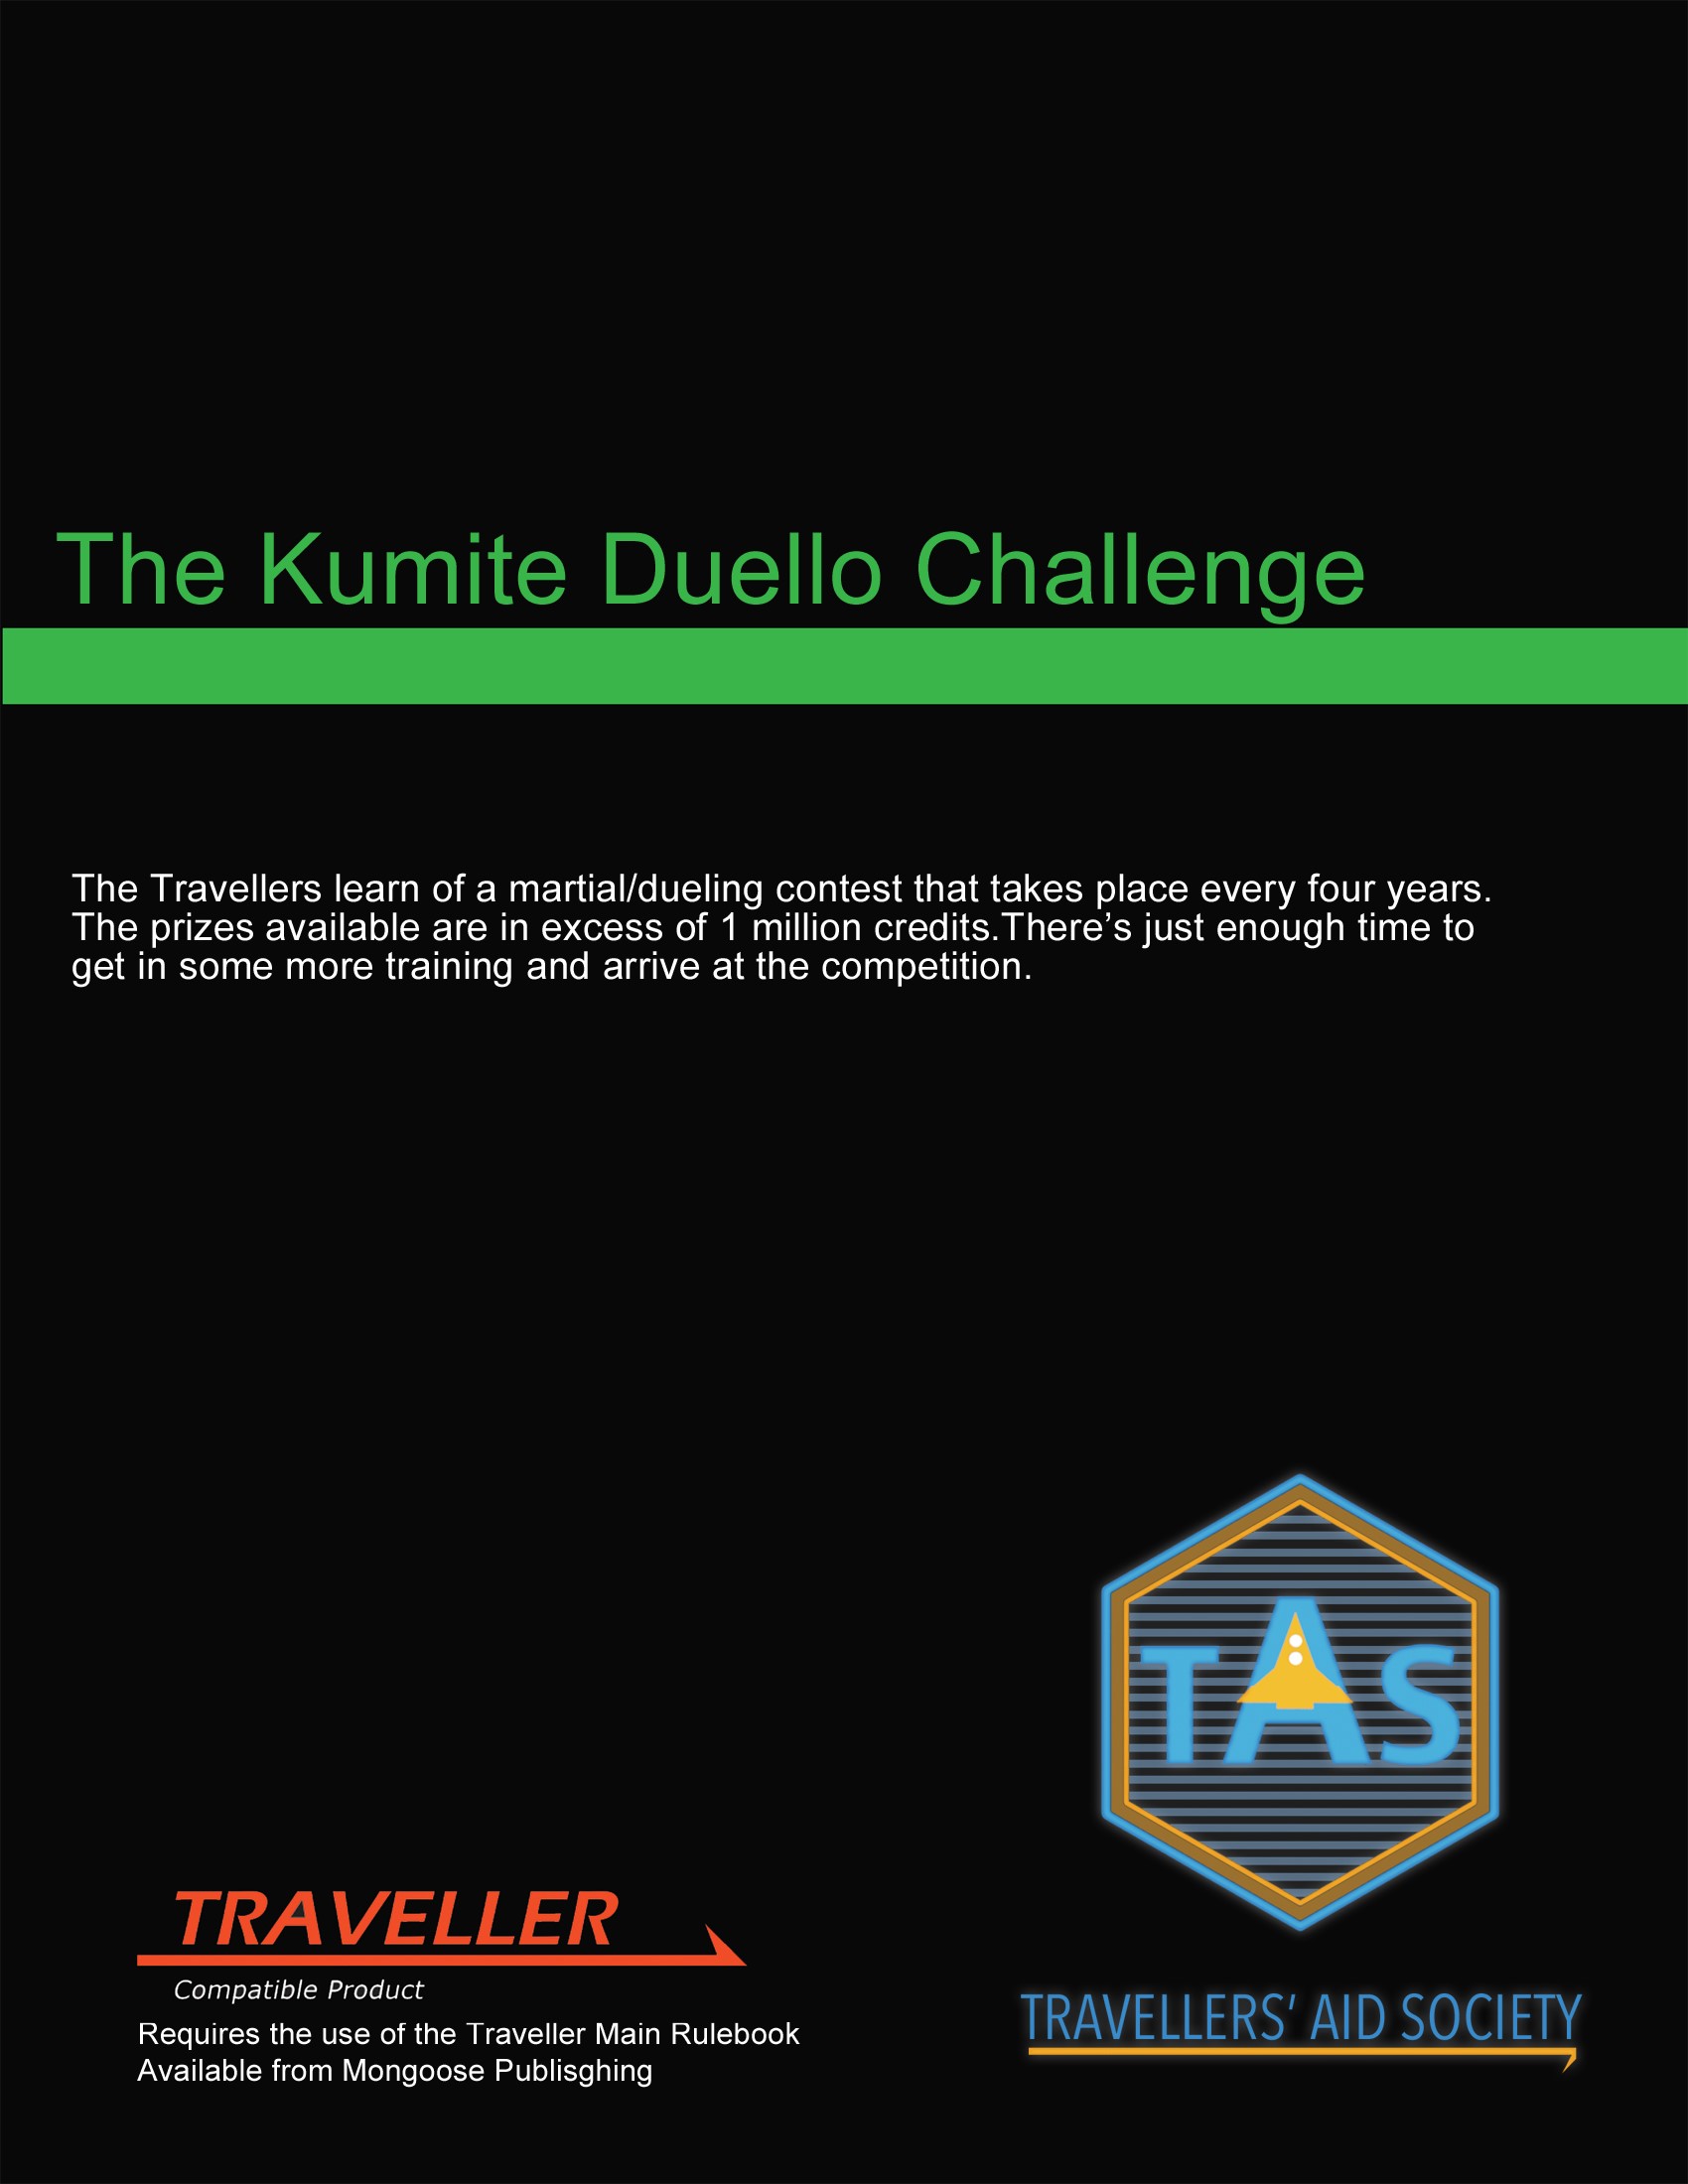 The Kumite Duello Challenge
The Travellers learn of a martial/dueling contest that takes place every four years.
The prizes available are in excess of 1 million credits.There’s just enough time to
get in some more training and arrive at the competition.
TAS
TRAVELLER
Compatible Product
Requires the use of the Traveller Main Rulebook
Available from Mongoose Publisghing
TRAVELLERS’ AID SOCIETY